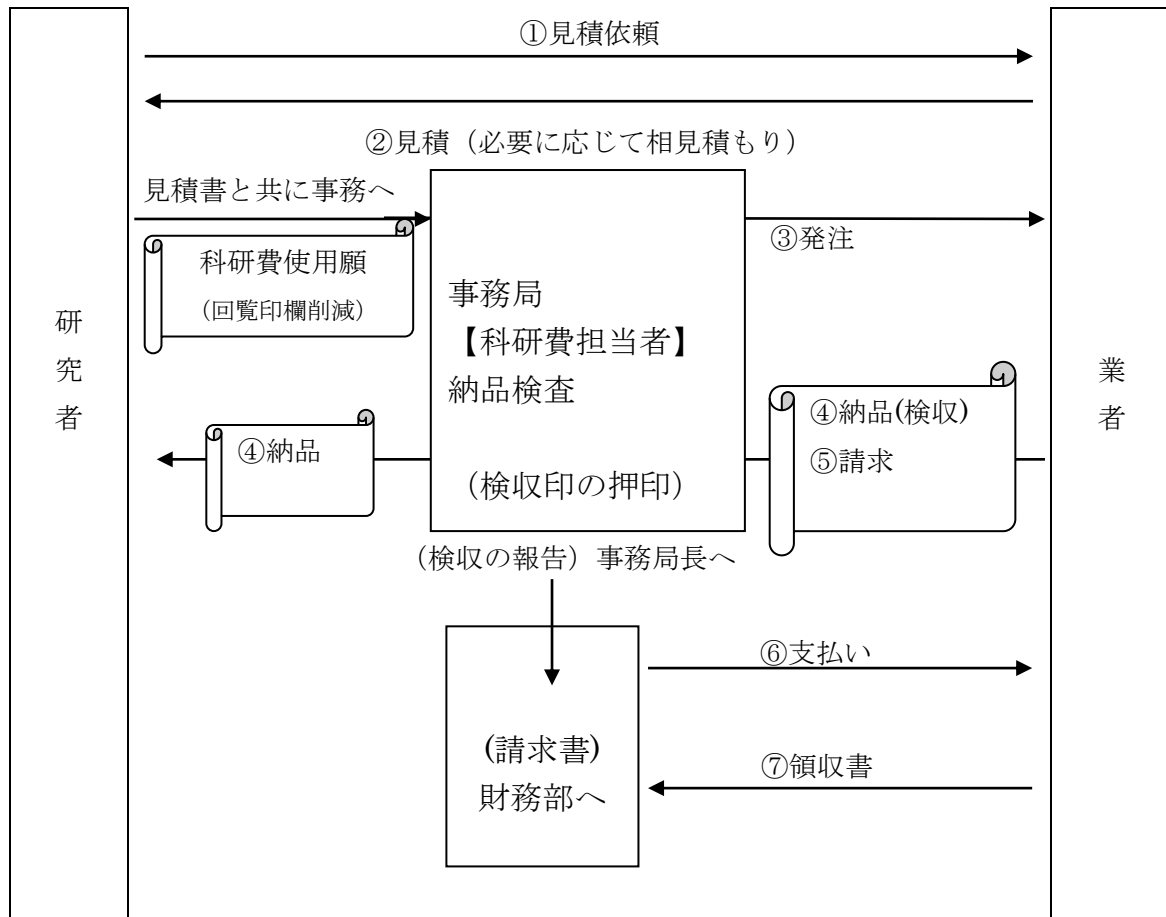 ①見積依頼
②見積（必要に応じて相見積もり）
見積書と共に事務へ
科研費使用願
（回覧印欄削減）
研
究
者
事務局
【科研費担当者】
納品検査
（検収印の押印）
③発注
④納品(検収)
⑤請求
業
者
④納品
（検収の報告）事務局長へ
⑥支払い
(請求書)
財務部へ
⑦領収書